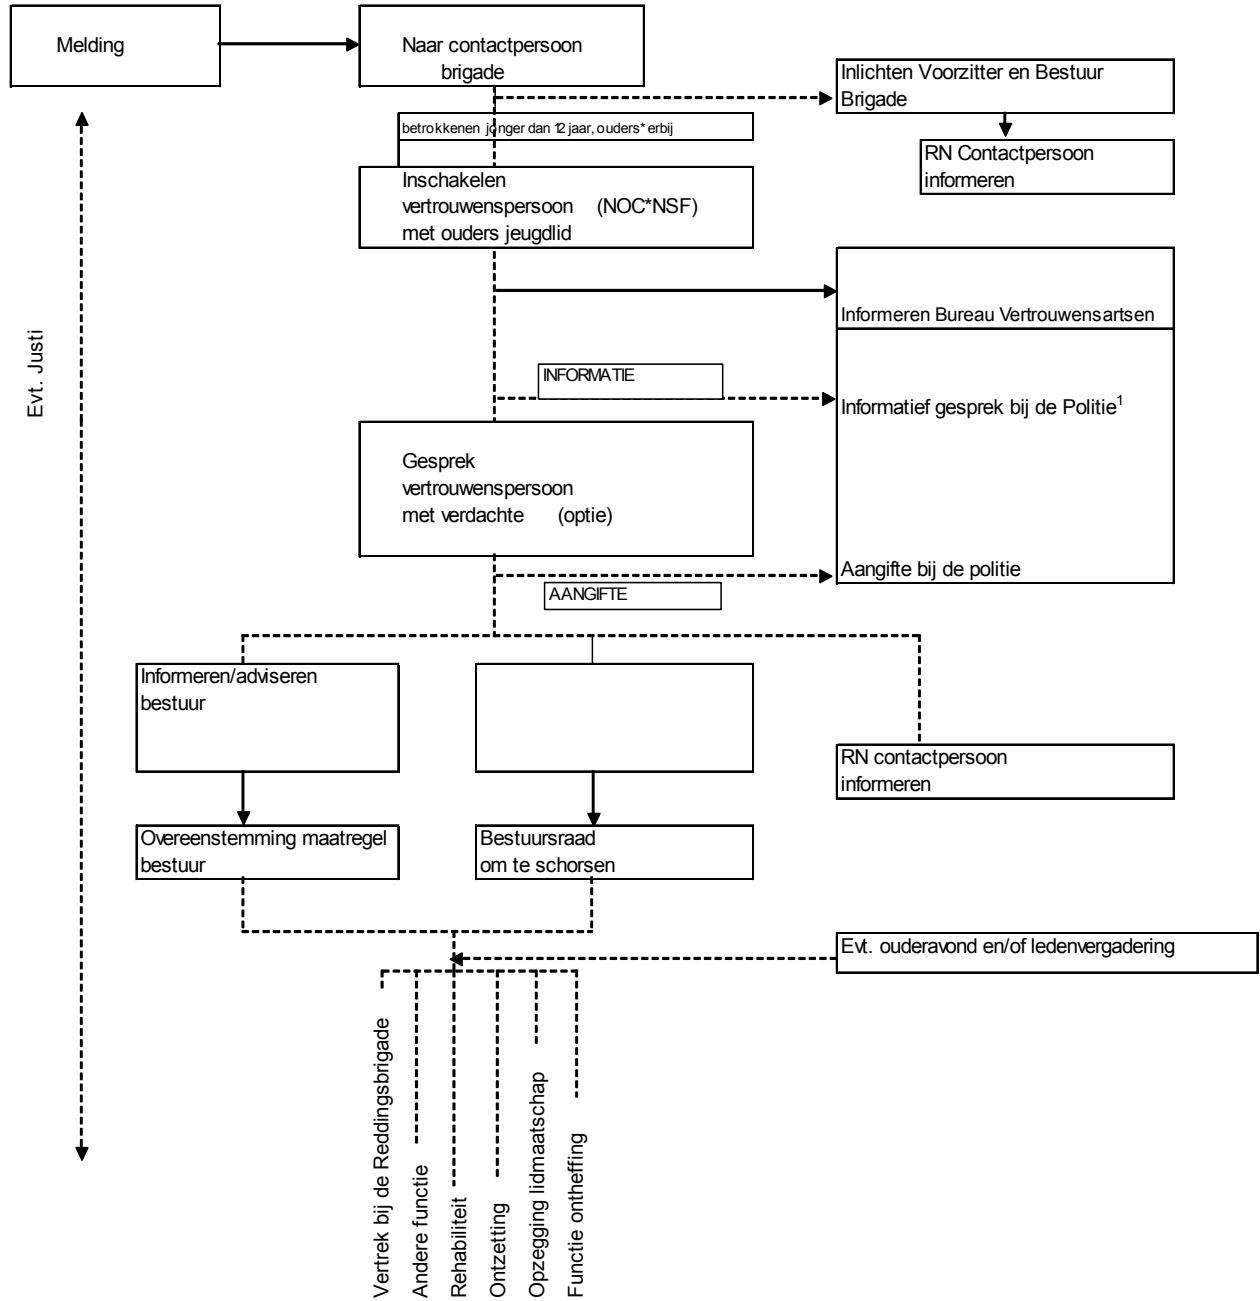 Melding
Naar contactpersoon
brigade
Inlichten Voorzitter en Bestuur
Brigade
betrokkenen jonger dan 12 jaar, ouders* erbij
RN Contactpersoon
informeren
Inschakelen
vertrouwenspersoon (NOC*NSF)
met ouders jeugdlid
Informeren Bureau Vertrouwensartsen
Evt. Justi
INFORMATIE
Informatief gesprek bij de Politie¹
Gesprek
vertrouwenspersoon
met verdachte (optie)
Aangifte bij de politie
AANGIFTE
Informeren/adviseren
bestuur
RN contactpersoon
informeren
Overeenstemming maatregel
bestuur
Bestuursraad
om te schorsen
Evt. ouderavond en/of ledenvergadering
Vertrek bij de Reddingsbrigade
Andere functie
Rehabiliteit
Ontzetting
Opzegging lidmaatschap
Functie ontheffing